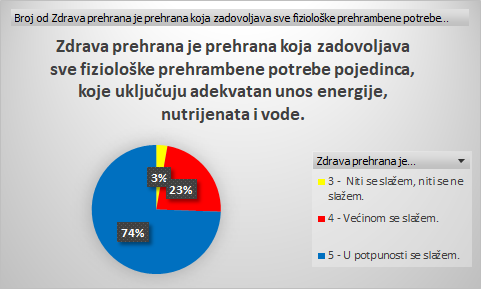 Broj od Zdrava prehrana je prehrana koja zadovoljava sve fiziološke prehrambene potrebe...
Zdrava prehrana je prehrana koja zadovoljava
sve fiziološke prehrambene potrebe pojedinca,
koje uključuju adekvatan unos energije,
nutrijenata i vode.
3%
23%
74%
Zdrava prehrana je...
3 - Niti se slažem, niti se ne
slažem.
4 - Većinom se slažem.
5 - U potpunosti se slažem.